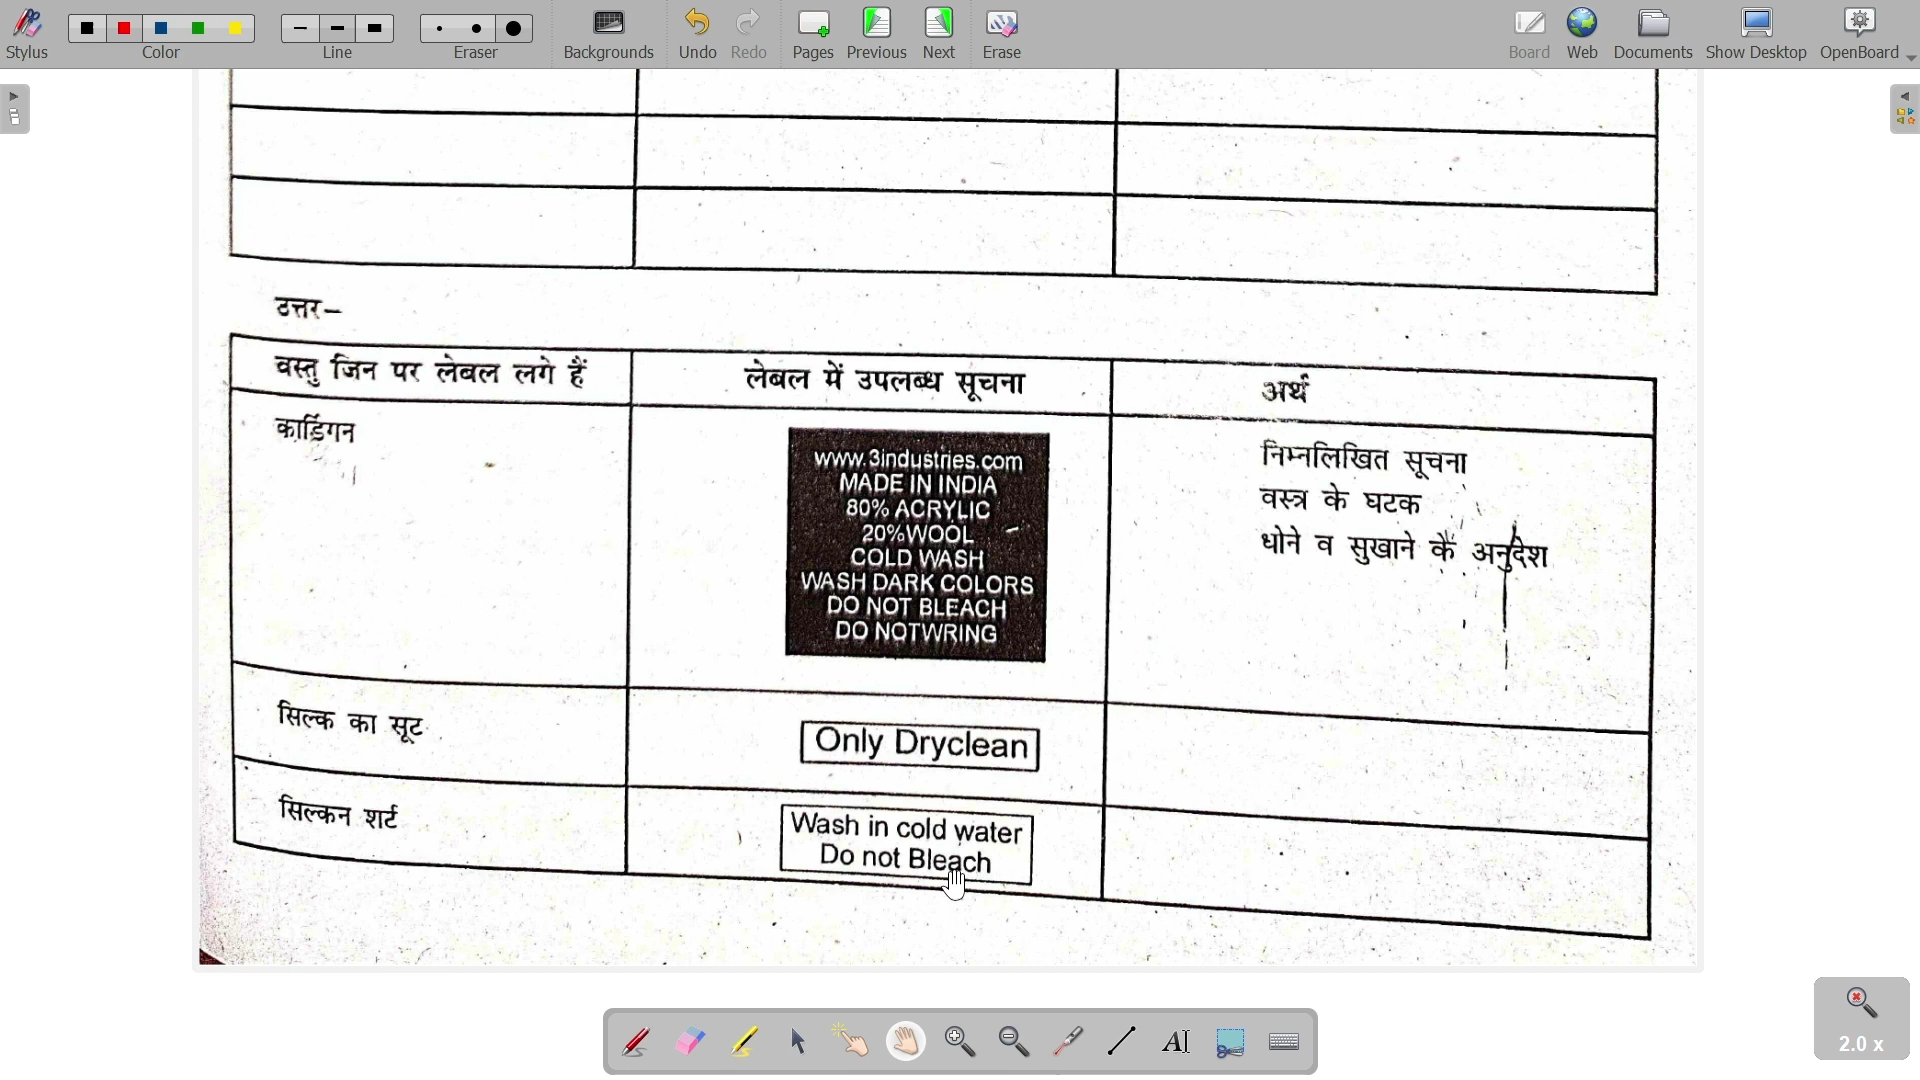 Stylus
Color
Line
Eraser
Backgrounds
Undo
Redo
Pages
Previous
Next
Erase
Board
Web
Documents
Show Desktop
OpenBoard
उत्तर–
वस्तु जिन पर लेबल लगे हैं
लेबल में उपलब्ध सूचना
अर्थ
कार्डिगन
www.3industries.com
MADE IN INDIA
80% ACRYLIC
20%WOOL
COLD WASH
WASH DARK COLORS
DO NOT BLEACH
DO NOTWRING
निम्नलिखित सूचना
वस्त्र के घटक
धोने व सुखाने के अनुदेश
सिल्क का सूट
Only Dryclean
सिल्कन शर्ट
Wash in cold water
Do not Bleach
2.0 x